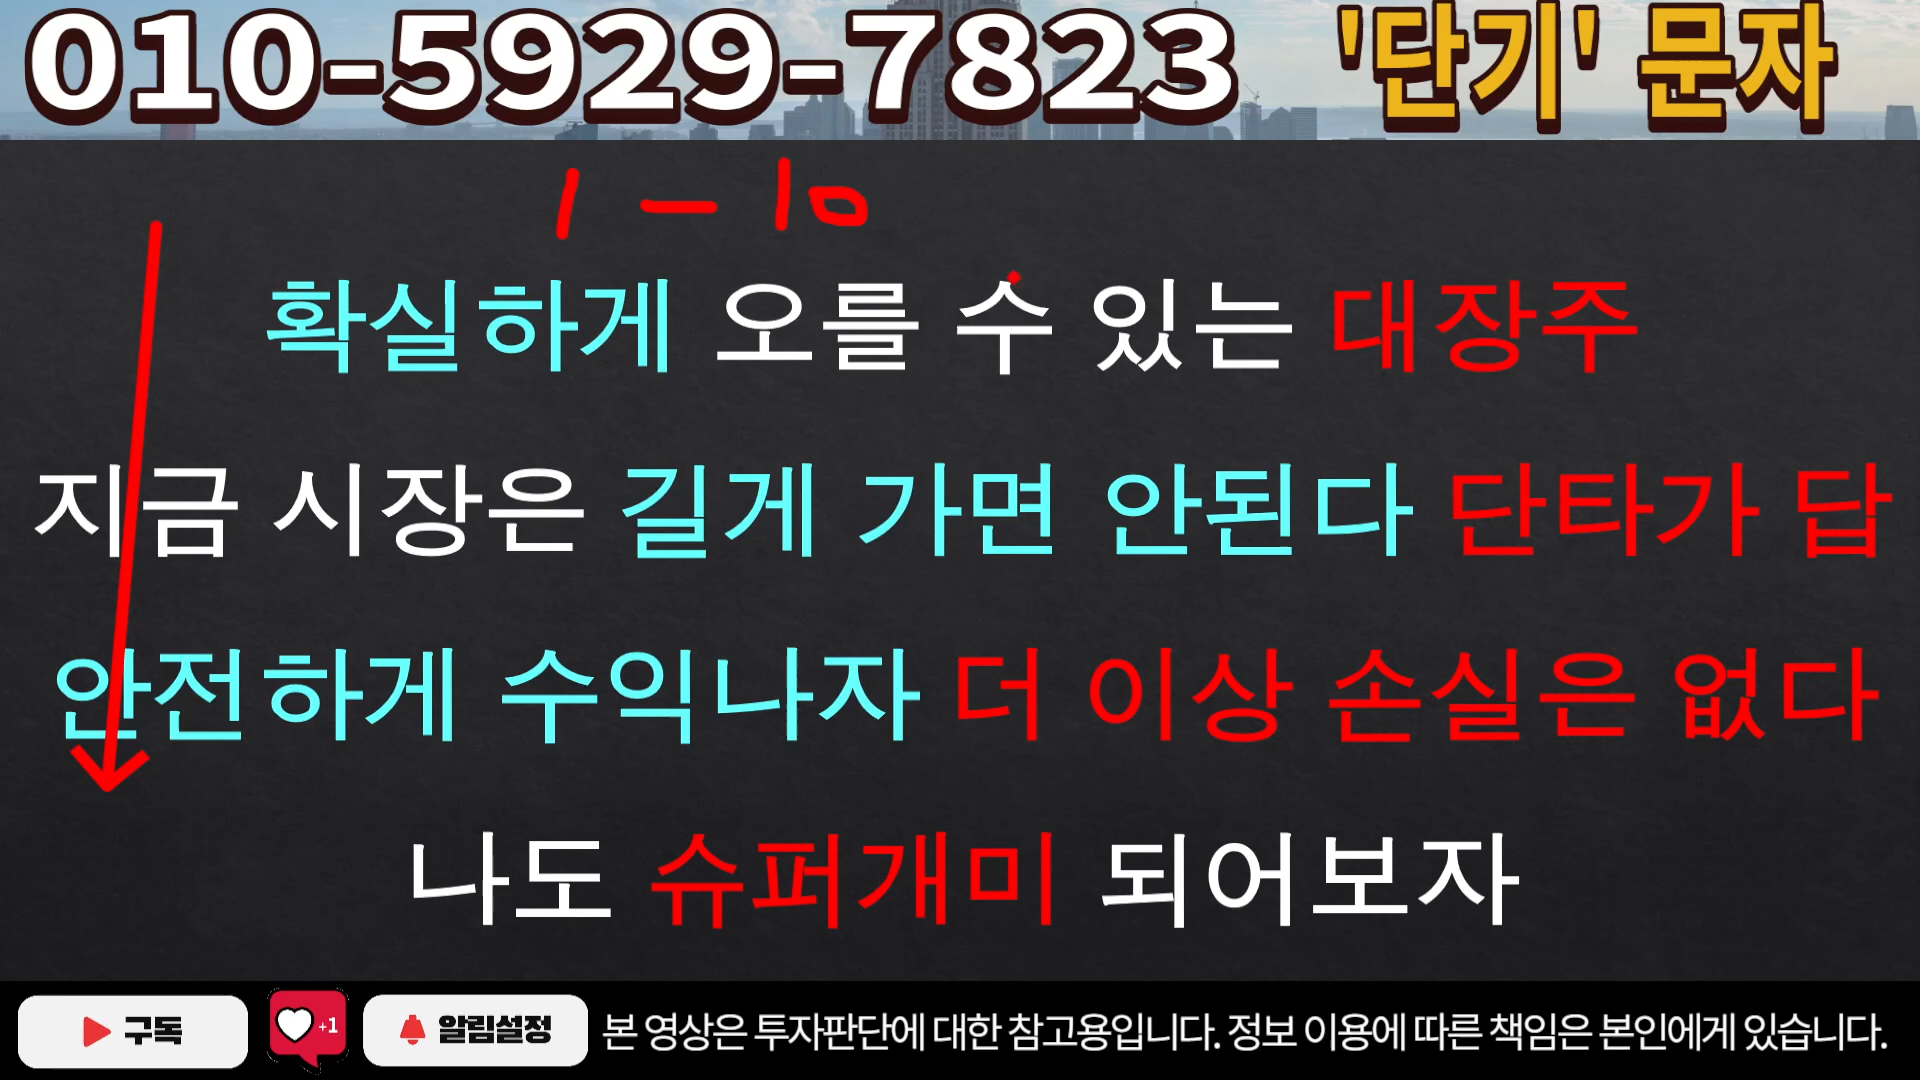 010-5929-7823 '단기' 문자
1 - 10
확실하게 오를 수 있는 대장주
지금 시장은 길게 가면 안된다 단타가 답
안전하게 수익나자 더 이상 손실은 없다
나도 슈퍼개미 되어보자
구독 +1 알림설정 본 영상은 투자판단에 대한 참고용입니다. 정보 이용에 따른 책임은 본인에게 있습니다.